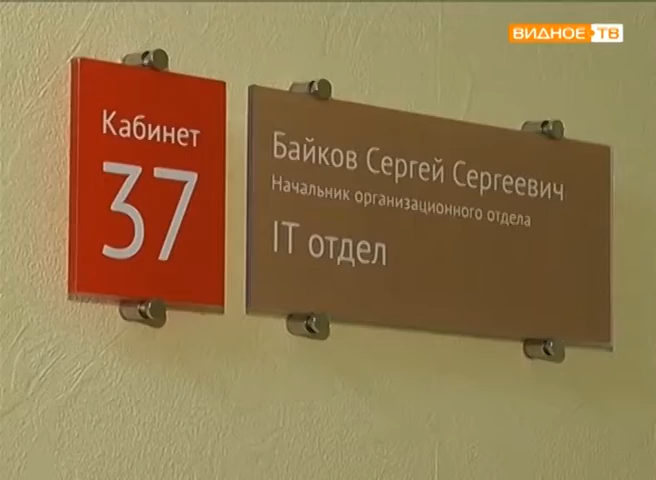 ВИДНОЕ ТВ
Кабинет
37
Байков Сергей Сергеевич
Начальник организационного отдела
IT отдел